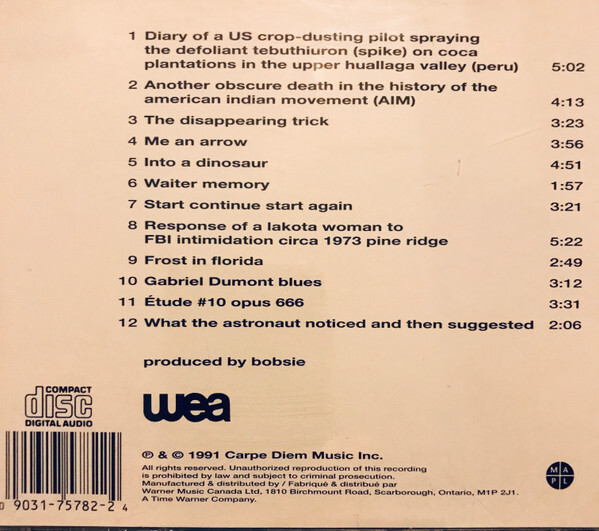 1 Diary of a US crop-dusting pilot spraying
the defoliant tebuthiuron (spike) on coca
plantations in the upper huallaga valley (peru) 5:02
2 Another obscure death in the history of the
american indian movement (AIM) 4:13
3 The disappearing trick 3:23
4 Me an arrow 3:56
5 Into a dinosaur 4:51
6 Waiter memory 1:57
7 Start continue start again 3:21
8 Response of a lakota woman to
FBI intimidation circa 1973 pine ridge 5:22
9 Frost in florida 2:49
10 Gabriel Dumont blues 3:12
11 Étude #10 opus 666 3:31
12 What the astronaut noticed and then suggested 2:06
produced by bobsie
COMPACT
disc
DIGITAL AUDIO
wea
℗ & © 1991 Carpe Diem Music Inc.
All rights reserved. Unauthorized reproduction of this recording
is prohibited by law and subject to criminal prosecution.
Manufactured & distributed by / Fabriqué & distribué par
Warner Music Canada Ltd, 1810 Birchmount Road, Scarborough, Ontario, M1P 2J1.
A Time Warner Company.
M A
P L
0 9031-75782-2 4